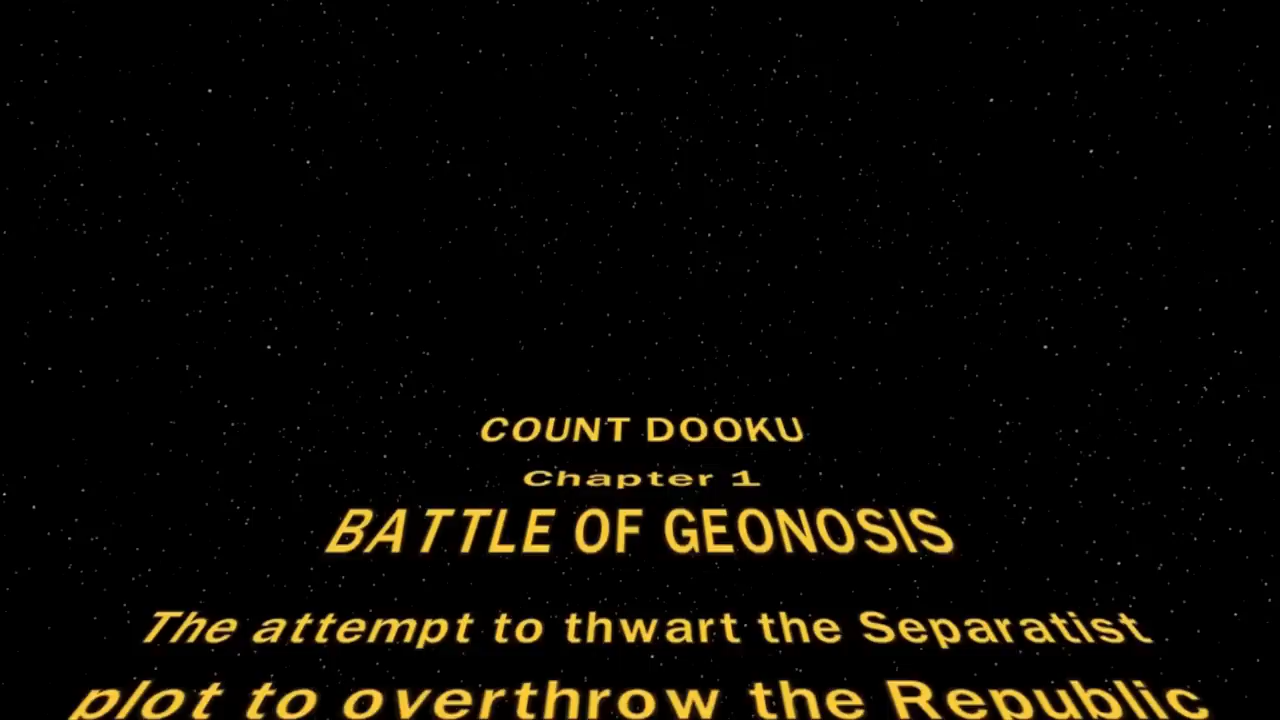 COUNT DOOKU
Chapter 1
BATTLE OF GEONOSIS
The attempt to thwart the Separatist
plot to overthrow the Republic